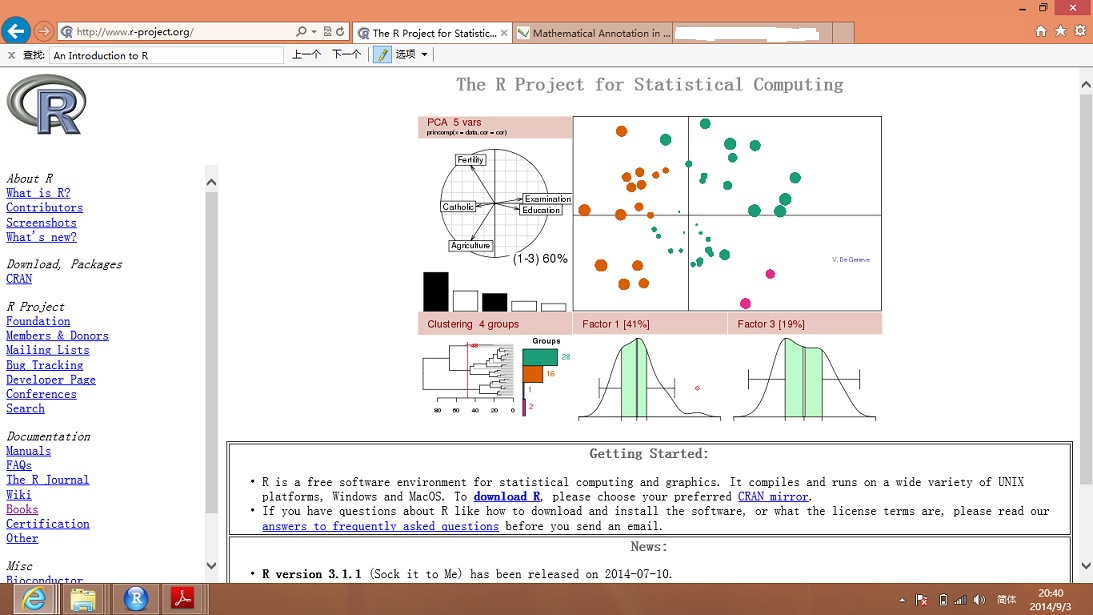 http://www.r-project.org/
The R Project for Statistic...
Mathematical Annotation in ...
查找: An Introduction to R
上一个 下一个 选项
R
The R Project for Statistical Computing
About R
What is R?
Contributors
Screenshots
What's new?
Download, Packages
CRAN
R Project
Foundation
Members & Donors
Mailing Lists
Bug Tracking
Developer Page
Conferences
Search
Documentation
Manuals
FAQs
The R Journal
Wiki
Books
Certification
Other
Misc
Bioconductor
PCA 5 vars
princomp(x = data, cor = cor)
Fertility
Catholic
Examination
Education
Agriculture
(1-3) 60%
V. De Geneve
Clustering 4 groups
Factor 1 [41%]
Factor 3 [19%]
Groups
28
16
1
2
80 60 40 20 0
Getting Started:
• R is a free software environment for statistical computing and graphics. It compiles and runs on a wide variety of UNIX
platforms, Windows and MacOS. To download R, please choose your preferred CRAN mirror.
• If you have questions about R like how to download and install the software, or what the license terms are, please read our
answers to frequently asked questions before you send an email.
News:
• R version 3.1.1 (Sock it to Me) has been released on 2014-07-10.
简体
20:40
2014/9/3